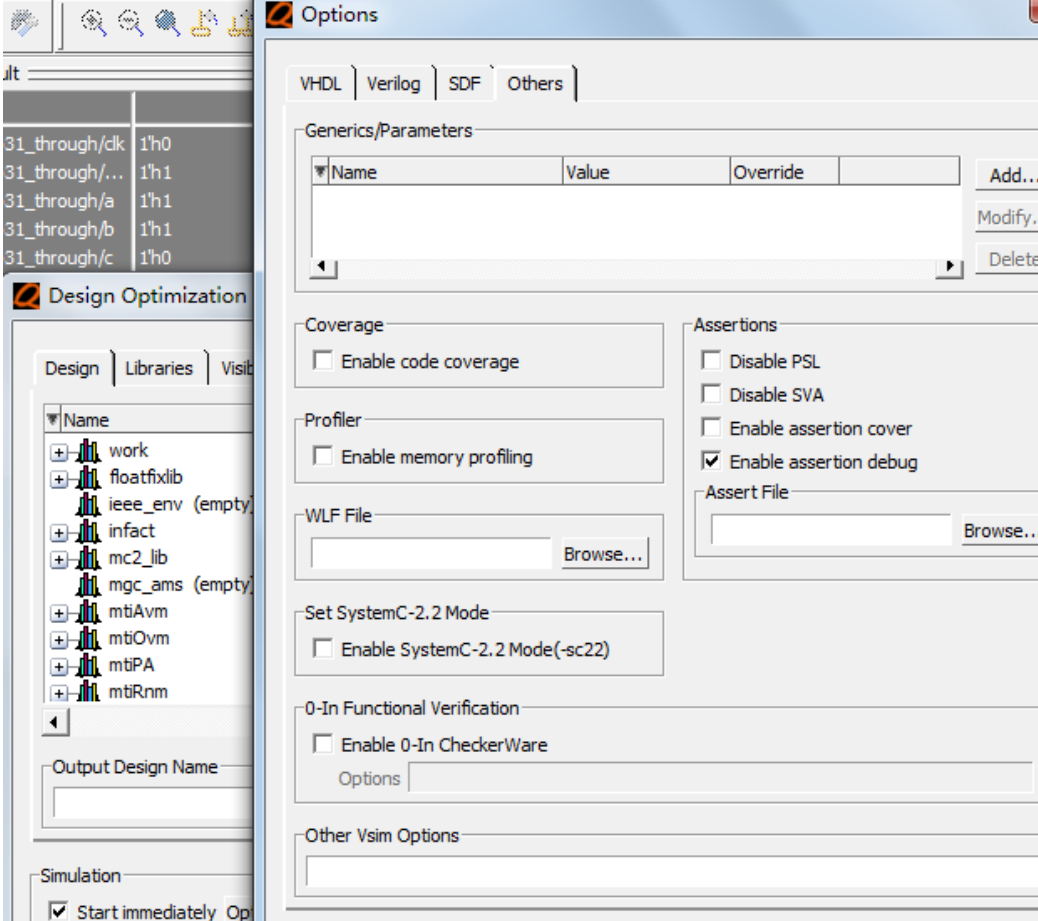 Options
ult
31_through/clk 1'h0
31_through/... 1'h1
31_through/a 1'h1
31_through/b 1'h1
31_through/c 1'h0
VHDL Verilog SDF Others
Generics/Parameters
Name Value Override
Add...
Modify.
Delete
Coverage
Enable code coverage
Profiler
Enable memory profiling
WLF File
Browse...
Assertions
Disable PSL
Disable SVA
Enable assertion cover
Enable assertion debug
Assert File
Browse...
Set SystemC-2.2 Mode
Enable SystemC-2.2 Mode(-sc22)
0-In Functional Verification
Enable 0-In CheckerWare
Options
Other Vsim Options
Design Optimization
Design Libraries Visib
Name
work
floatfixlib
ieee_env (empty)
infact
mc2_lib
mgc_ams (empty)
mtiAvm
mtiOvm
mtiPA
mtiRnm
Output Design Name
Simulation
Start immediately Op